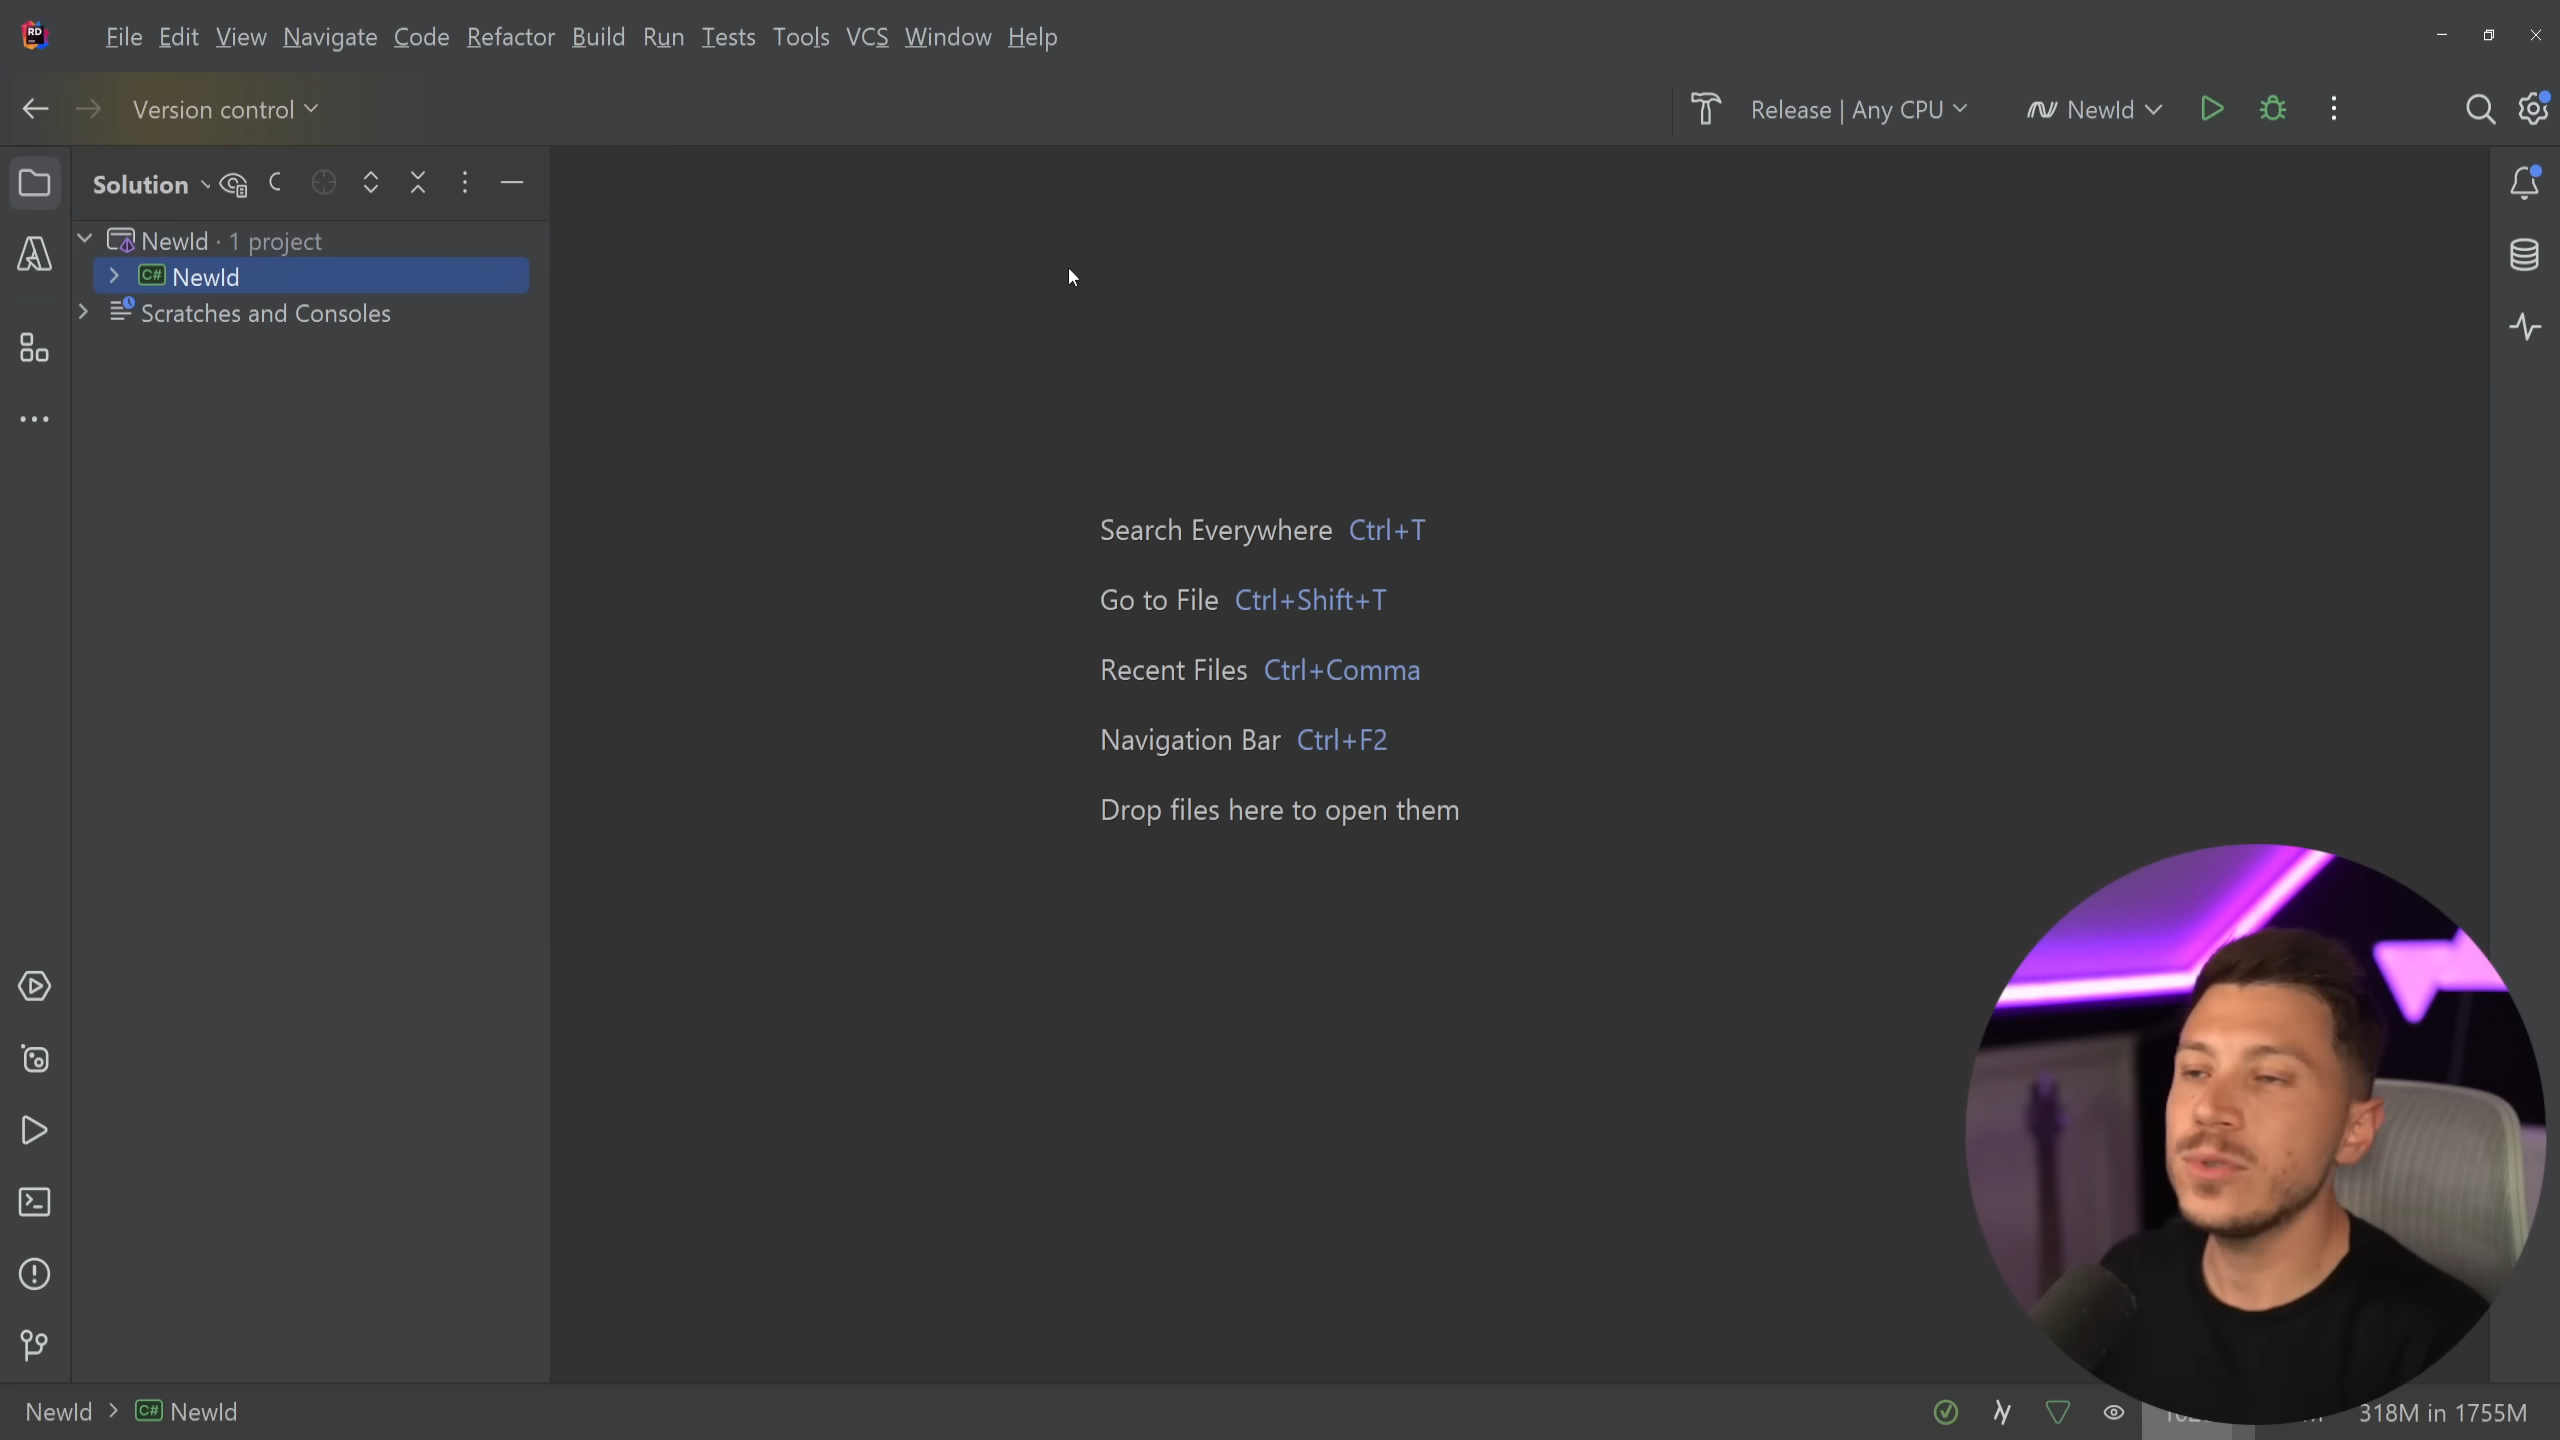 File Edit View Navigate Code Refactor Build Run Tests Tools VCS Window Help
Version control
Release | Any CPU
NewId
Solution
NewId · 1 project
C# NewId
Scratches and Consoles
Search Everywhere Ctrl+T
Go to File Ctrl+Shift+T
Recent Files Ctrl+Comma
Navigation Bar Ctrl+F2
Drop files here to open them
NewId > C# NewId
318M in 1755M